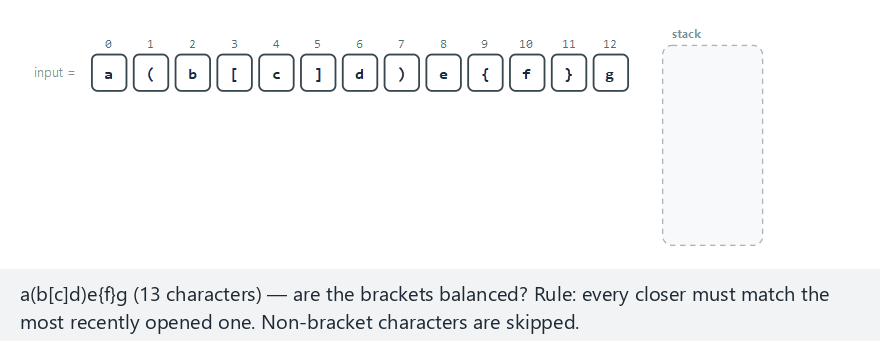 stack
0 1 2 3 4 5 6 7 8 9 10 11 12
input = a ( b [ c ] d ) e { f } g
a(b[c]d)e{f}g (13 characters) — are the brackets balanced? Rule: every closer must match the
most recently opened one. Non-bracket characters are skipped.